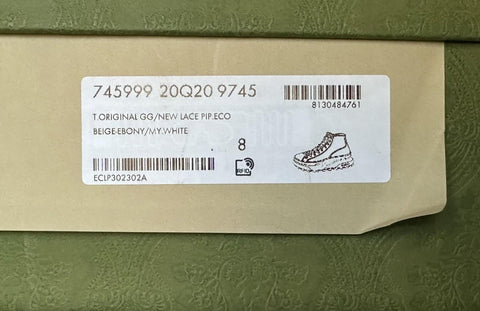 745999 20Q20 9745
8130484761
T.ORIGINAL GG/NEW LACE PIP.ECO
BEIGE-EBONY/MY.WHITE
8
ECLP302302A
RFID